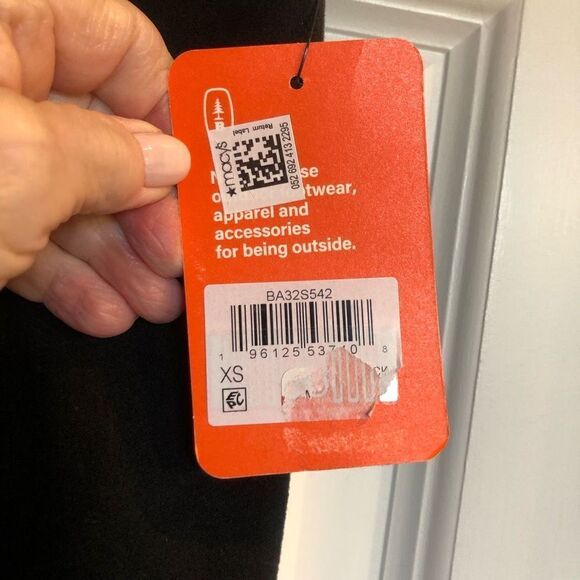 ★macy's
Return Label
052 692 413 2295
apparel and
accessories
for being outside.
BA32S542
1 96125 53710 8
XS